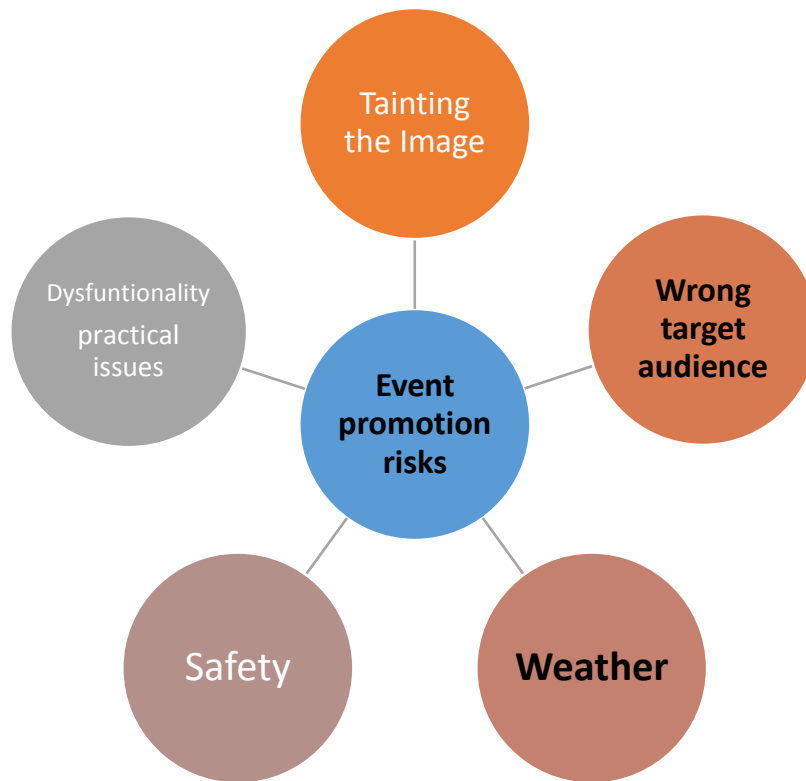 Tainting
the Image
Wrong
target
audience
Weather
Safety
Dysfuntionality
practical
issues
Event
promotion
risks